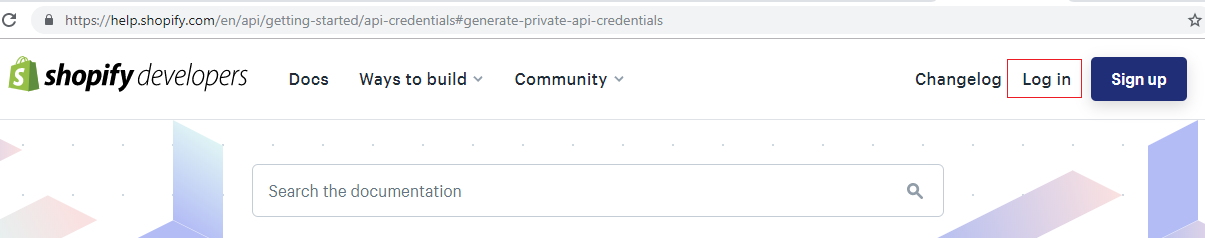 https://help.shopify.com/en/api/getting-started/api-credentials#generate-private-api-credentials
shopify developers Docs Ways to build Community Changelog Log in Sign up
Search the documentation